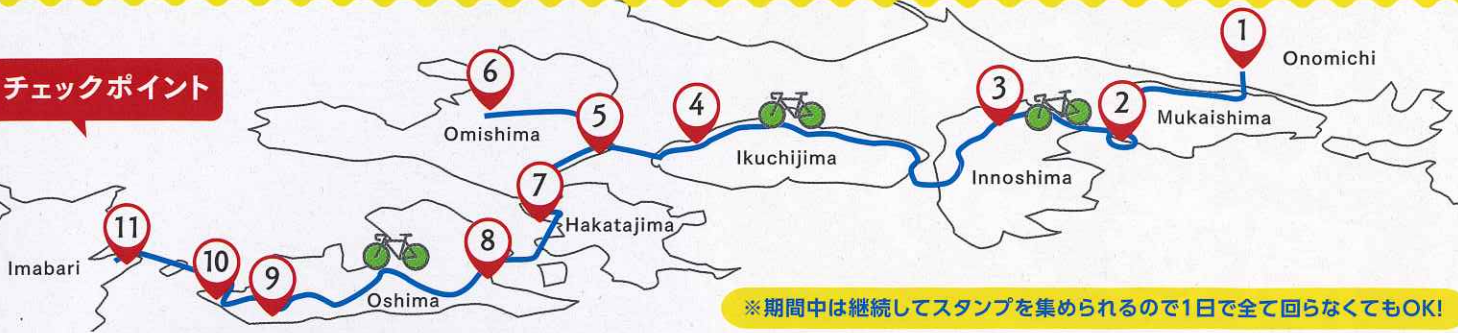 チェックポイント
1
Onomichi
2
Mukaishima
3
Innoshima
4
Ikuchijima
5
6
Omishima
7
Hakatajima
8
Oshima
9
10
11
Imabari
※期間中は継続してスタンプを集められるので1日で全て回らなくてもOK!